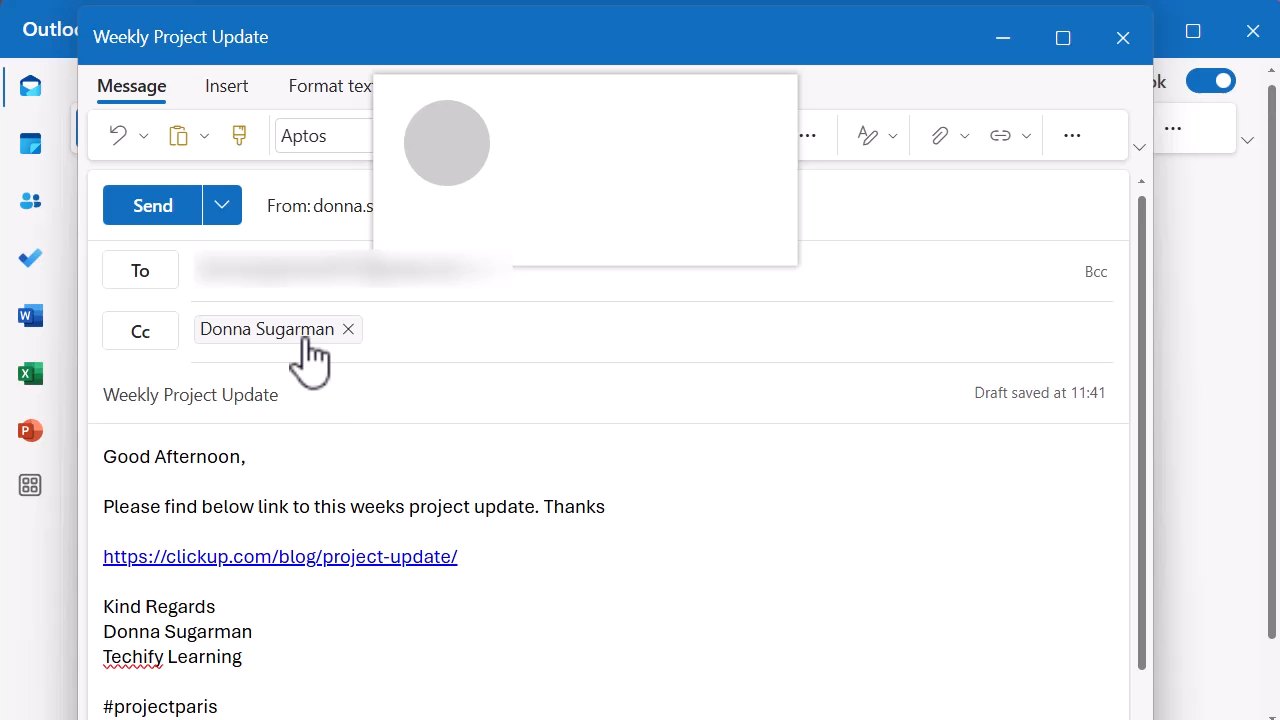 Outlo
Weekly Project Update
ok
Message Insert Format tex
Aptos
Send From: donna.s
To Bcc
Cc Donna Sugarman
Weekly Project Update Draft saved at 11:41
Good Afternoon,
Please find below link to this weeks project update. Thanks
https://clickup.com/blog/project-update/
Kind Regards
Donna Sugarman
Techify Learning
#projectparis